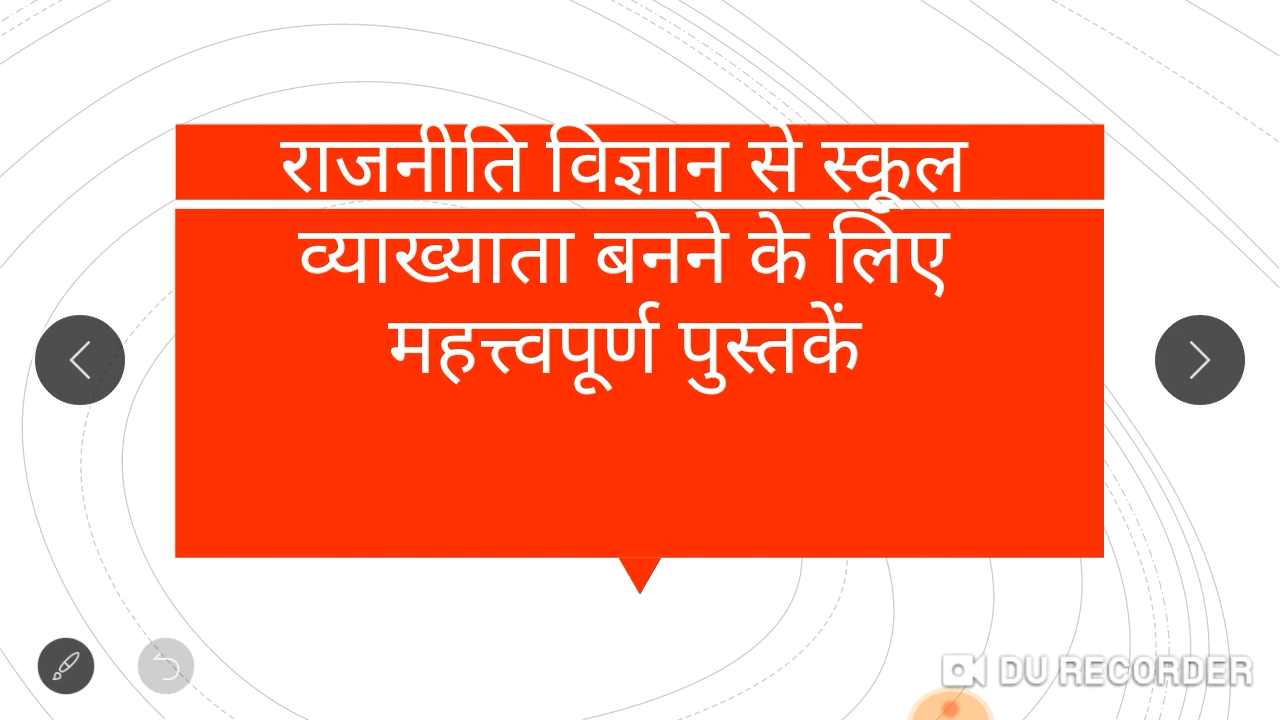 राजनीति विज्ञान से स्कूल
व्याख्याता बनने के लिए
महत्त्वपूर्ण पुस्तकें
DU RECORDER